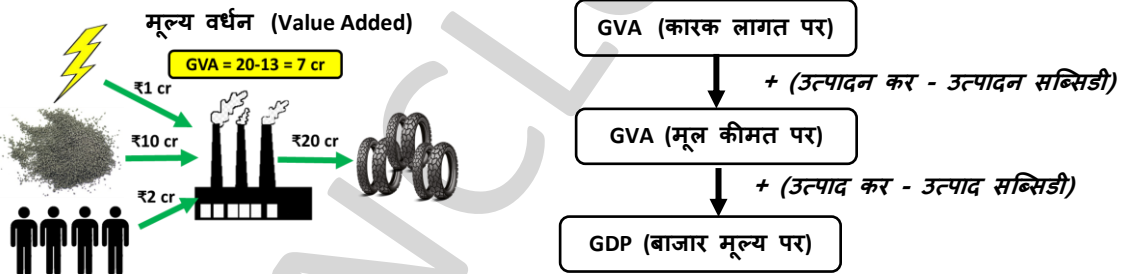 मूल्य वर्धन (Value Added)
GVA = 20-13 = 7 cr
₹1 cr
₹10 cr
₹20 cr
₹2 cr
GVA (कारक लागत पर)
+ (उत्पादन कर - उत्पादन सब्सिडी)
GVA (मूल कीमत पर)
+ (उत्पाद कर - उत्पाद सब्सिडी)
GDP (बाजार मूल्य पर)